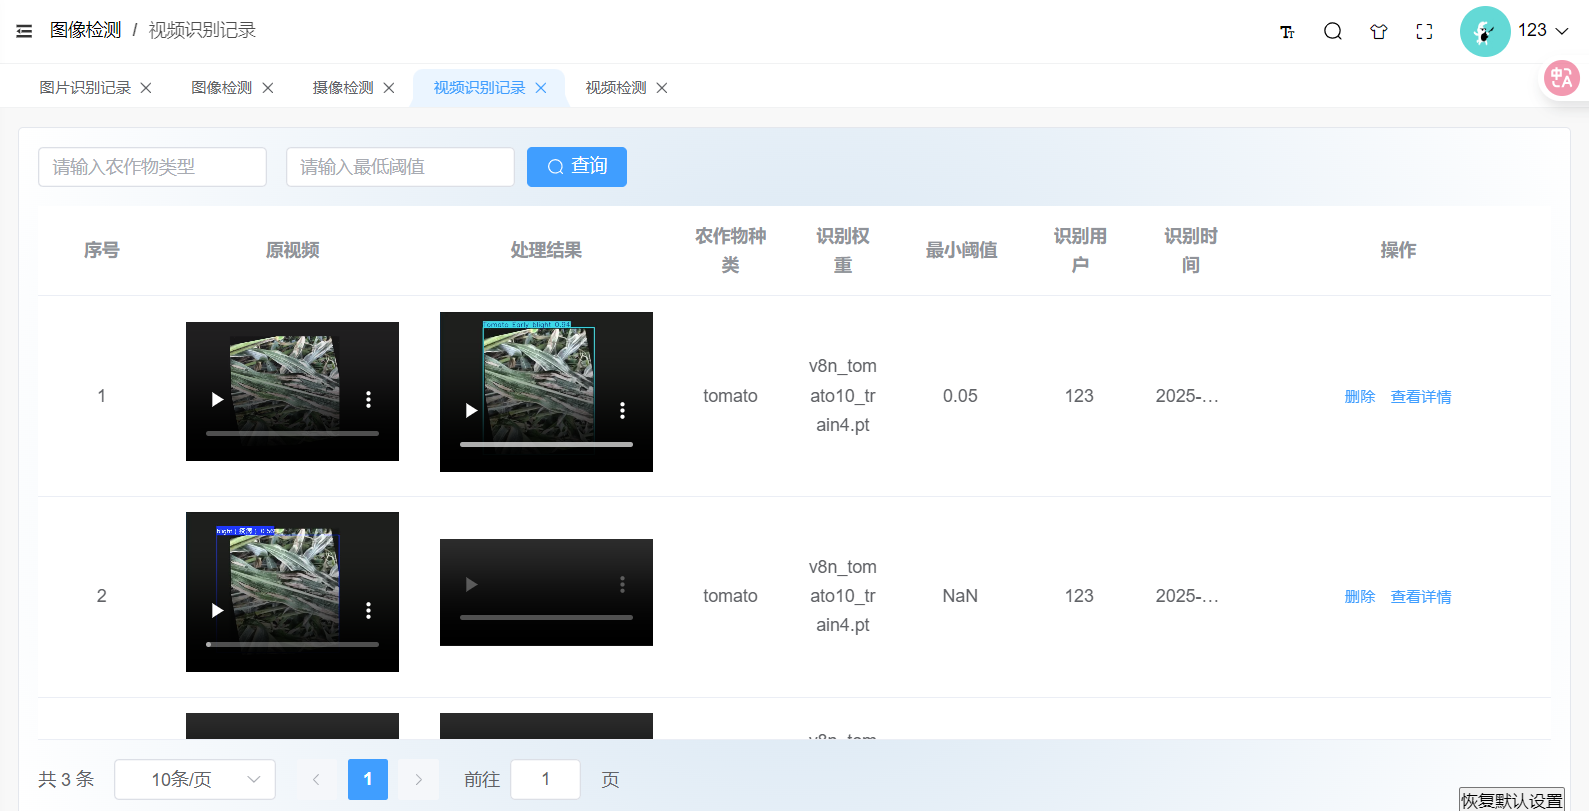 图像检测 / 视频识别记录
123
图片识别记录
图像检测
摄像检测
视频识别记录
视频检测
请输入农作物类型
请输入最低阈值
查询
序号
原视频
处理结果
农作物种
类
识别权
重
最小阈值
识别用
户
识别时
间
操作
1
Tomato Early blight 0.54
tomato
v8n_tom
ato10_tr
ain4.pt
0.05
123
2025-…
删除 查看详情
2
tomato
v8n_tom
ato10_tr
ain4.pt
NaN
123
2025-…
删除 查看详情
v8n_tom
共 3 条
10条/页
1
前往
1
页
恢复默认设置